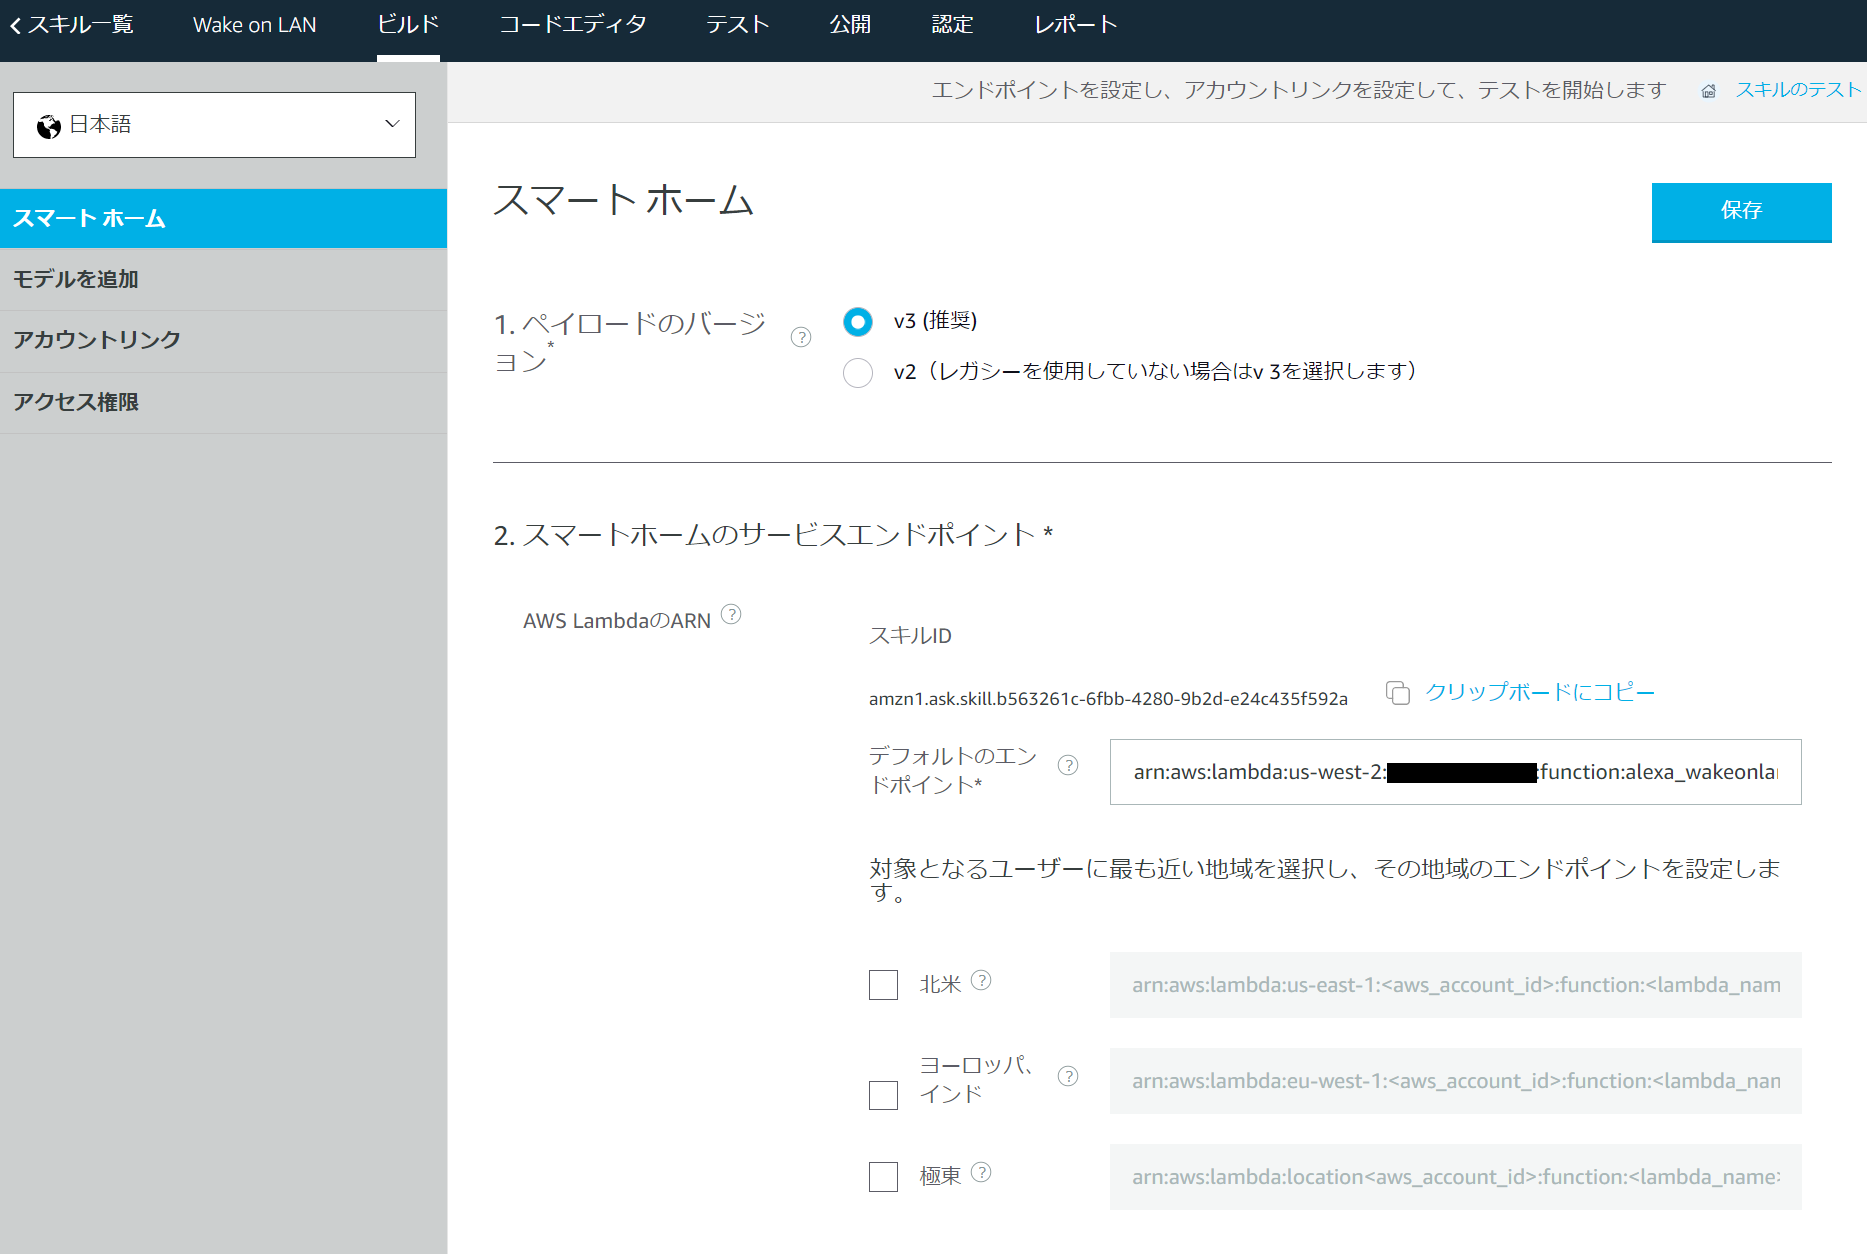 スキル一覧 Wake on LAN ビルド コードエディタ テスト 公開 認定 レポート
エンドポイントを設定し、アカウントリンクを設定して、テストを開始します スキルのテスト
日本語
スマート ホーム
モデルを追加
アカウントリンク
アクセス権限
スマート ホーム
保存
1. ペイロードのバージ
ョン*
v3 (推奨)
v2（レガシーを使用していない場合はv 3を選択します）
2. スマートホームのサービスエンドポイント *
AWS LambdaのARN
スキルID
amzn1.ask.skill.b563261c-6fbb-4280-9b2d-e24c435f592a クリップボードにコピー
デフォルトのエン
ドポイント*
arn:aws:lambda:us-west-2: :function:alexa_wakeonla
対象となるユーザーに最も近い地域を選択し、その地域のエンドポイントを設定しま
す。
北米 arn:aws:lambda:us-east-1:<aws_account_id>:function:<lambda_nam
ヨーロッパ、
インド
arn:aws:lambda:eu-west-1:<aws_account_id>:function:<lambda_nan
極東 arn:aws:lambda:location<aws_account_id>:function:<lambda_name>